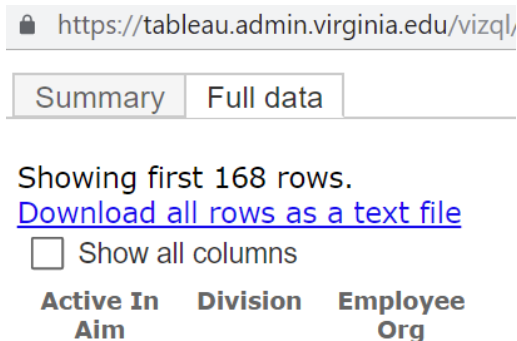 https://tableau.admin.virginia.edu/vizql/
Summary Full data
Showing first 168 rows.
Download all rows as a text file
Show all columns
Active In Division Employee
Aim Org